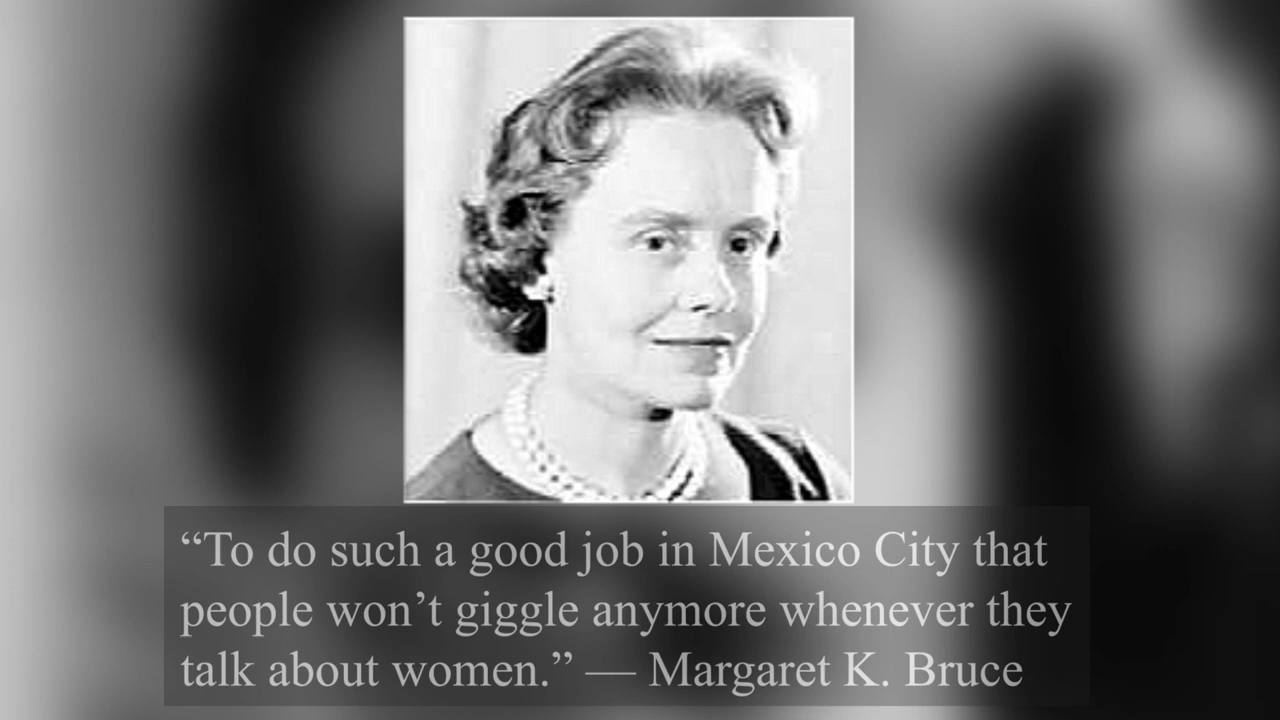 “To do such a good job in Mexico City that
people won’t giggle anymore whenever they
talk about women.” — Margaret K. Bruce